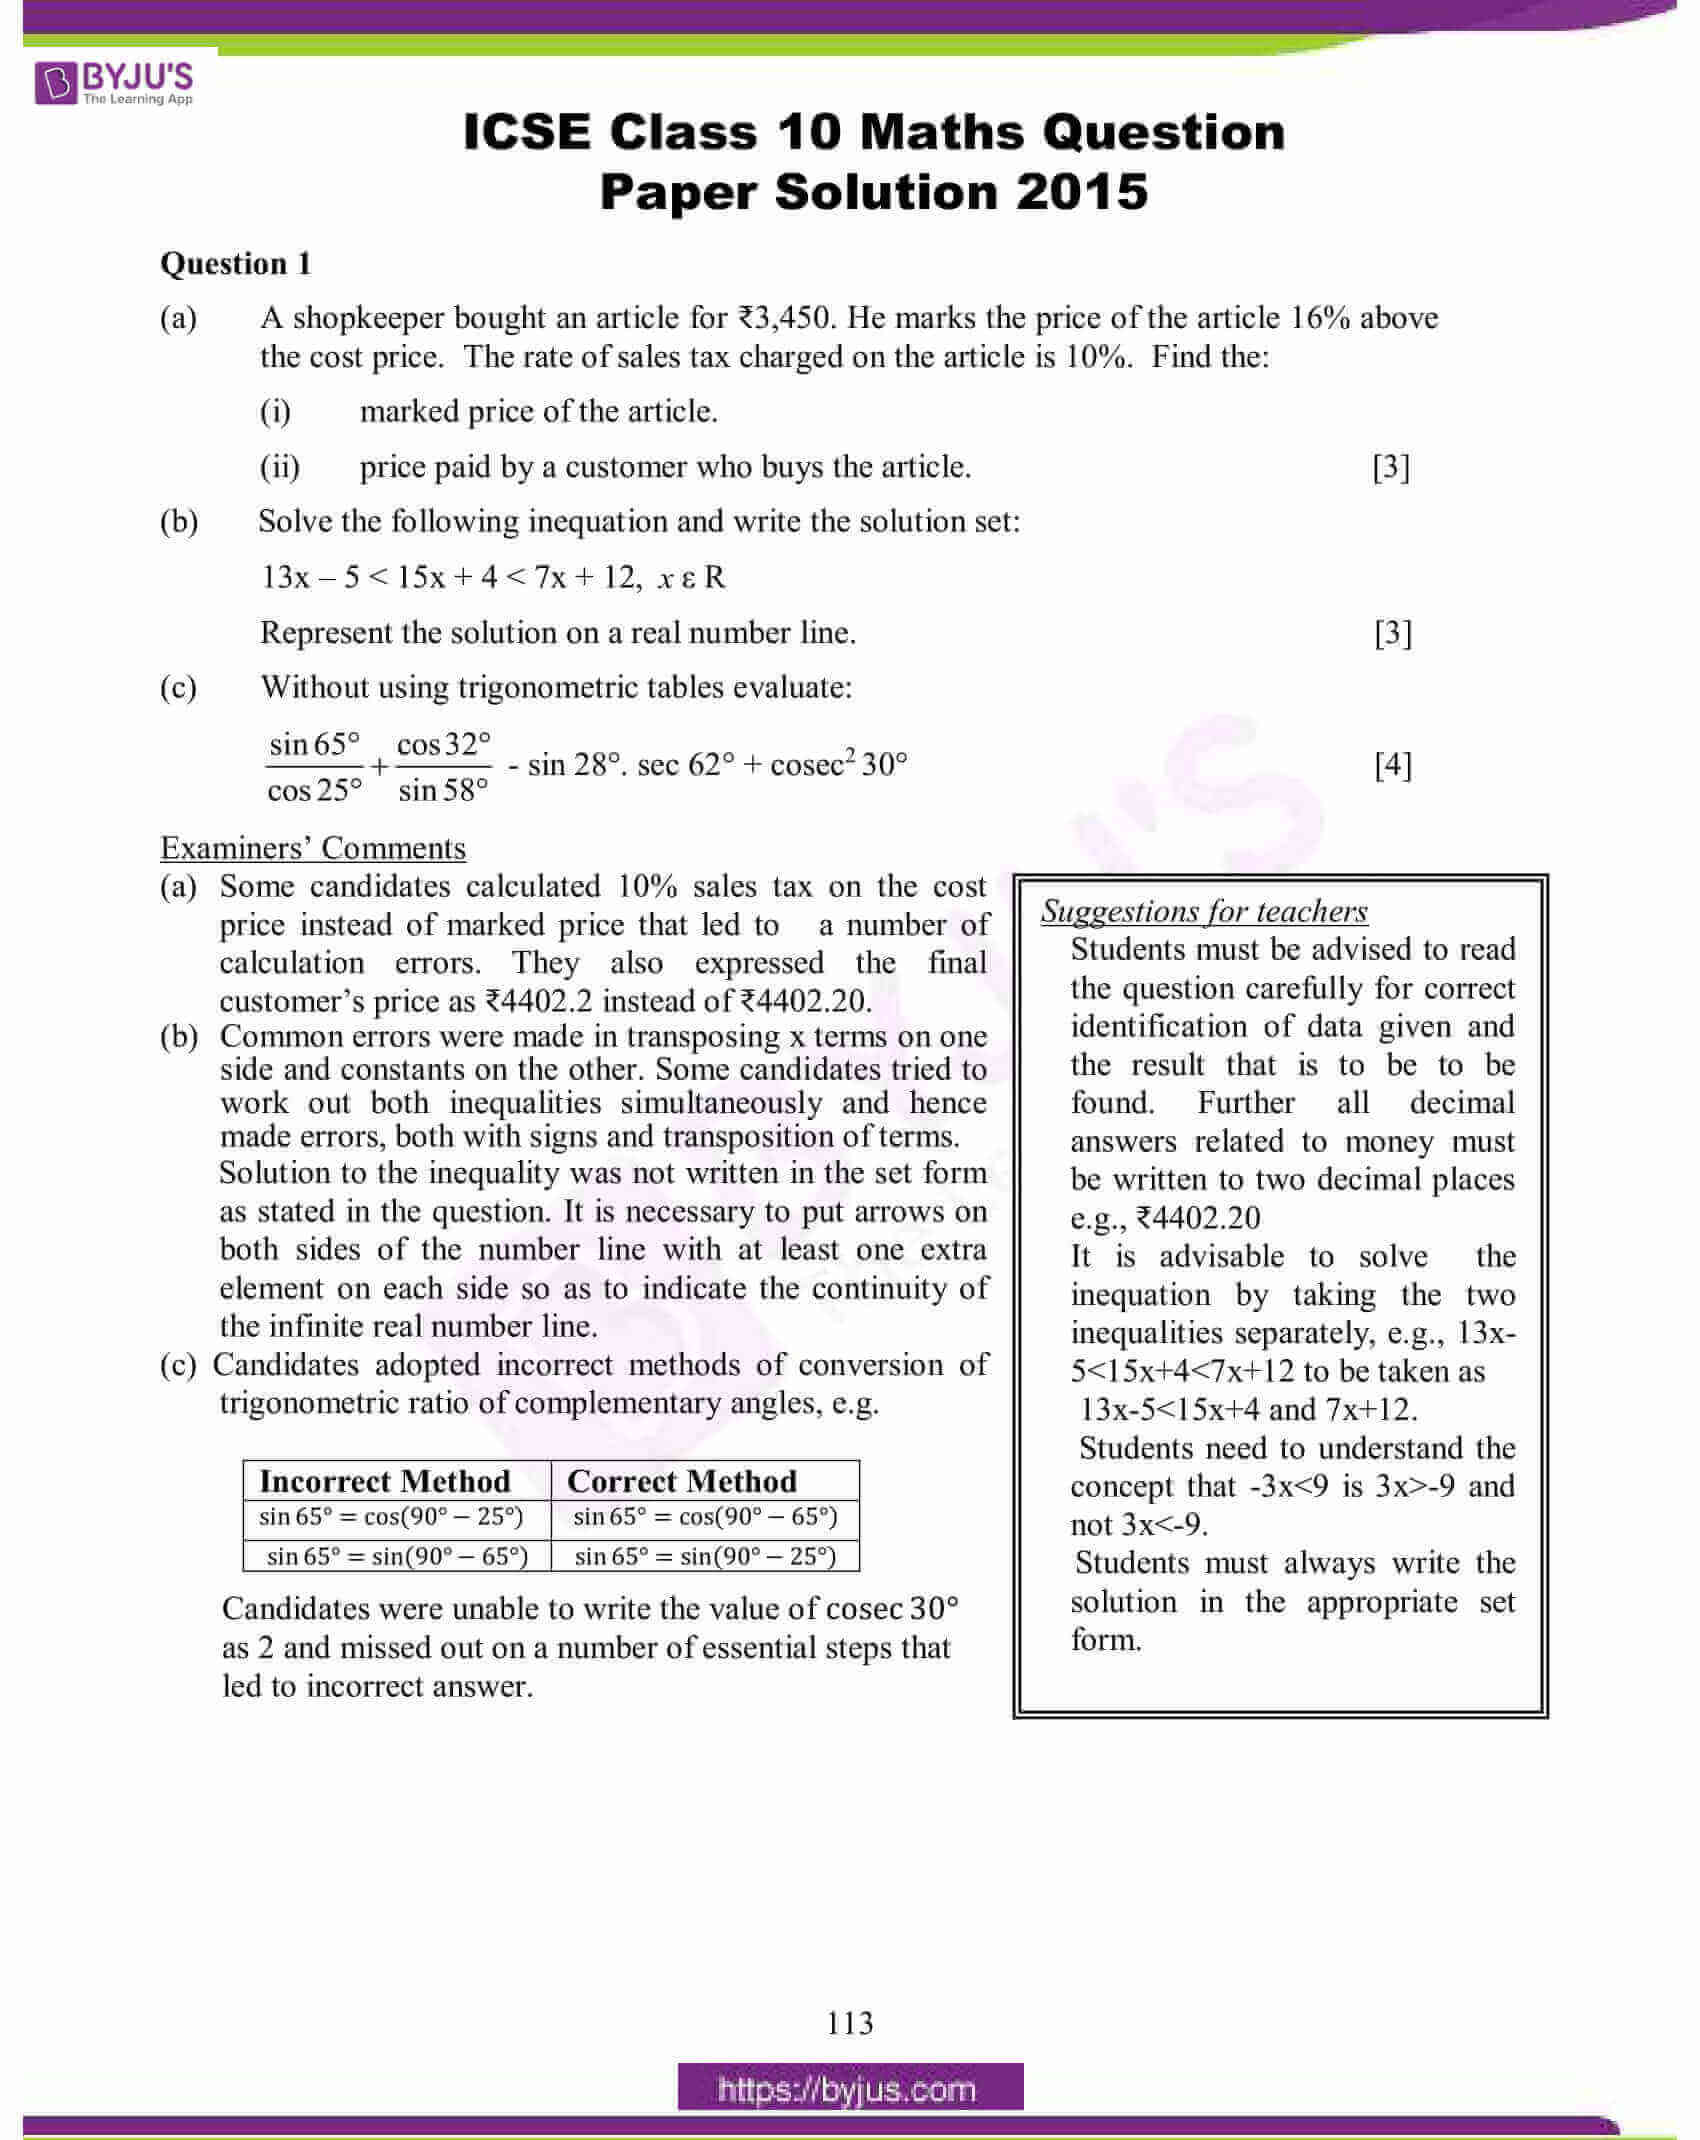 BYJU'S
The Learning App
ICSE Class 10 Maths Question
Paper Solution 2015
Question 1
(a) A shopkeeper bought an article for ₹3,450. He marks the price of the article 16% above
the cost price. The rate of sales tax charged on the article is 10%. Find the:
(i) marked price of the article.
(ii) price paid by a customer who buys the article. [3]
(b) Solve the following inequation and write the solution set:
13x – 5 < 15x + 4 < 7x + 12, x ε R
Represent the solution on a real number line. [3]
(c) Without using trigonometric tables evaluate:
sin 65°/cos 25° + cos 32°/sin 58° - sin 28°. sec 62° + cosec² 30° [4]
Examiners’ Comments
(a) Some candidates calculated 10% sales tax on the cost
price instead of marked price that led to a number of
calculation errors. They also expressed the final
customer’s price as ₹4402.2 instead of ₹4402.20.
(b) Common errors were made in transposing x terms on one
side and constants on the other. Some candidates tried to
work out both inequalities simultaneously and hence
made errors, both with signs and transposition of terms.
Solution to the inequality was not written in the set form
as stated in the question. It is necessary to put arrows on
both sides of the number line with at least one extra
element on each side so as to indicate the continuity of
the infinite real number line.
(c) Candidates adopted incorrect methods of conversion of
trigonometric ratio of complementary angles, e.g.
Incorrect Method Correct Method
sin 65° = cos(90° − 25°) sin 65° = cos(90° − 65°)
sin 65° = sin(90° − 65°) sin 65° = sin(90° − 25°)
Candidates were unable to write the value of cosec 30°
as 2 and missed out on a number of essential steps that
led to incorrect answer.
Suggestions for teachers
Students must be advised to read
the question carefully for correct
identification of data given and
the result that is to be to be
found. Further all decimal
answers related to money must
be written to two decimal places
e.g., ₹4402.20
It is advisable to solve the
inequation by taking the two
inequalities separately, e.g., 13x-
5<15x+4<7x+12 to be taken as
13x-5<15x+4 and 7x+12.
Students need to understand the
concept that -3x<9 is 3x>-9 and
not 3x<-9.
Students must always write the
solution in the appropriate set
form.
113
https://byjus.com